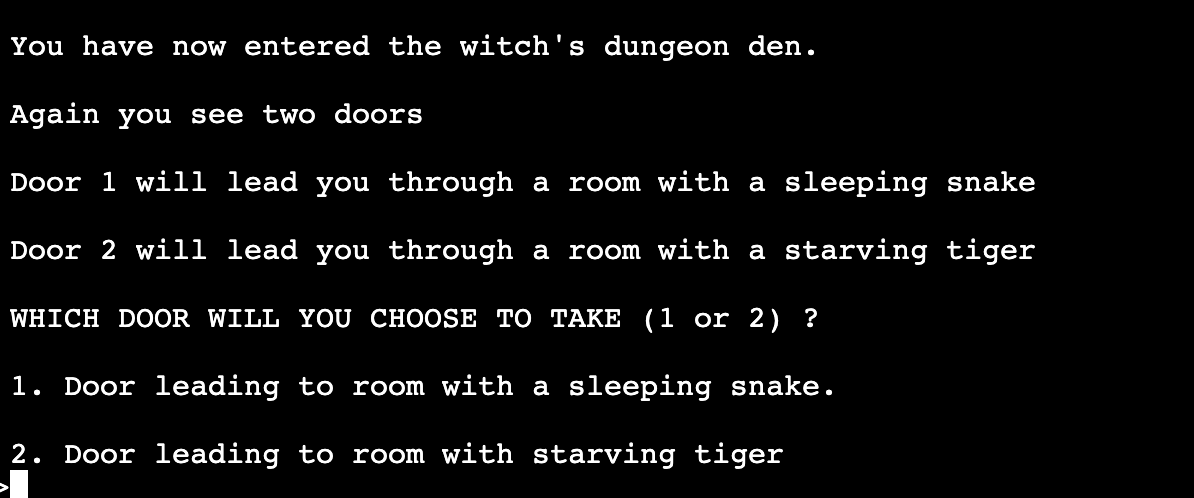 You have now entered the witch's dungeon den.
Again you see two doors
Door 1 will lead you through a room with a sleeping snake
Door 2 will lead you through a room with a starving tiger
WHICH DOOR WILL YOU CHOOSE TO TAKE (1 or 2) ?
1. Door leading to room with a sleeping snake.
2. Door leading to room with starving tiger
>